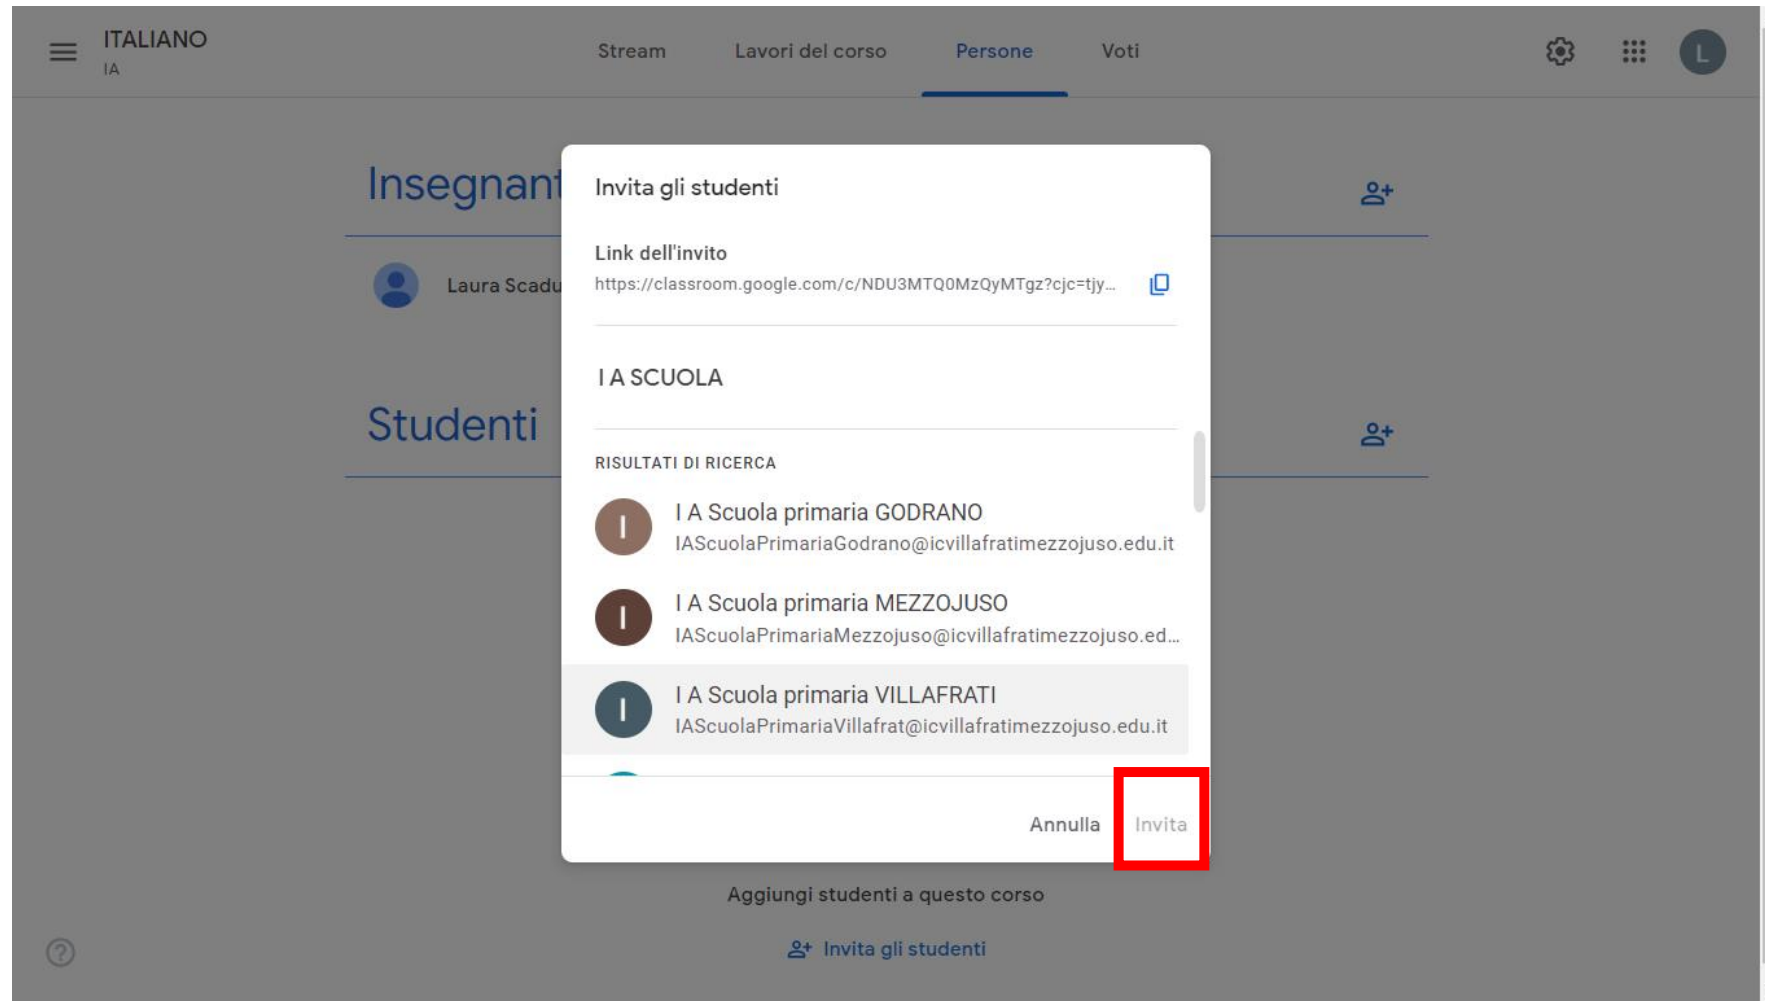 ITALIANO
IA
Stream
Lavori del corso
Persone
Voti
L
Insegnant
Laura Scadu
Studenti
Invita gli studenti
Link dell'invito
https://classroom.google.com/c/NDU3MTQ0MzQyMTgz?cjc=tjy…
I A SCUOLA
RISULTATI DI RICERCA
I
I A Scuola primaria GODRANO
IAScuolaPrimariaGodrano@icvillafratimezzojuso.edu.it
I
I A Scuola primaria MEZZOJUSO
IAScuolaPrimariaMezzojuso@icvillafratimezzojuso.ed…
I
I A Scuola primaria VILLAFRATI
IAScuolaPrimariaVillafrat@icvillafratimezzojuso.edu.it
Annulla
Invita
Aggiungi studenti a questo corso
Invita gli studenti